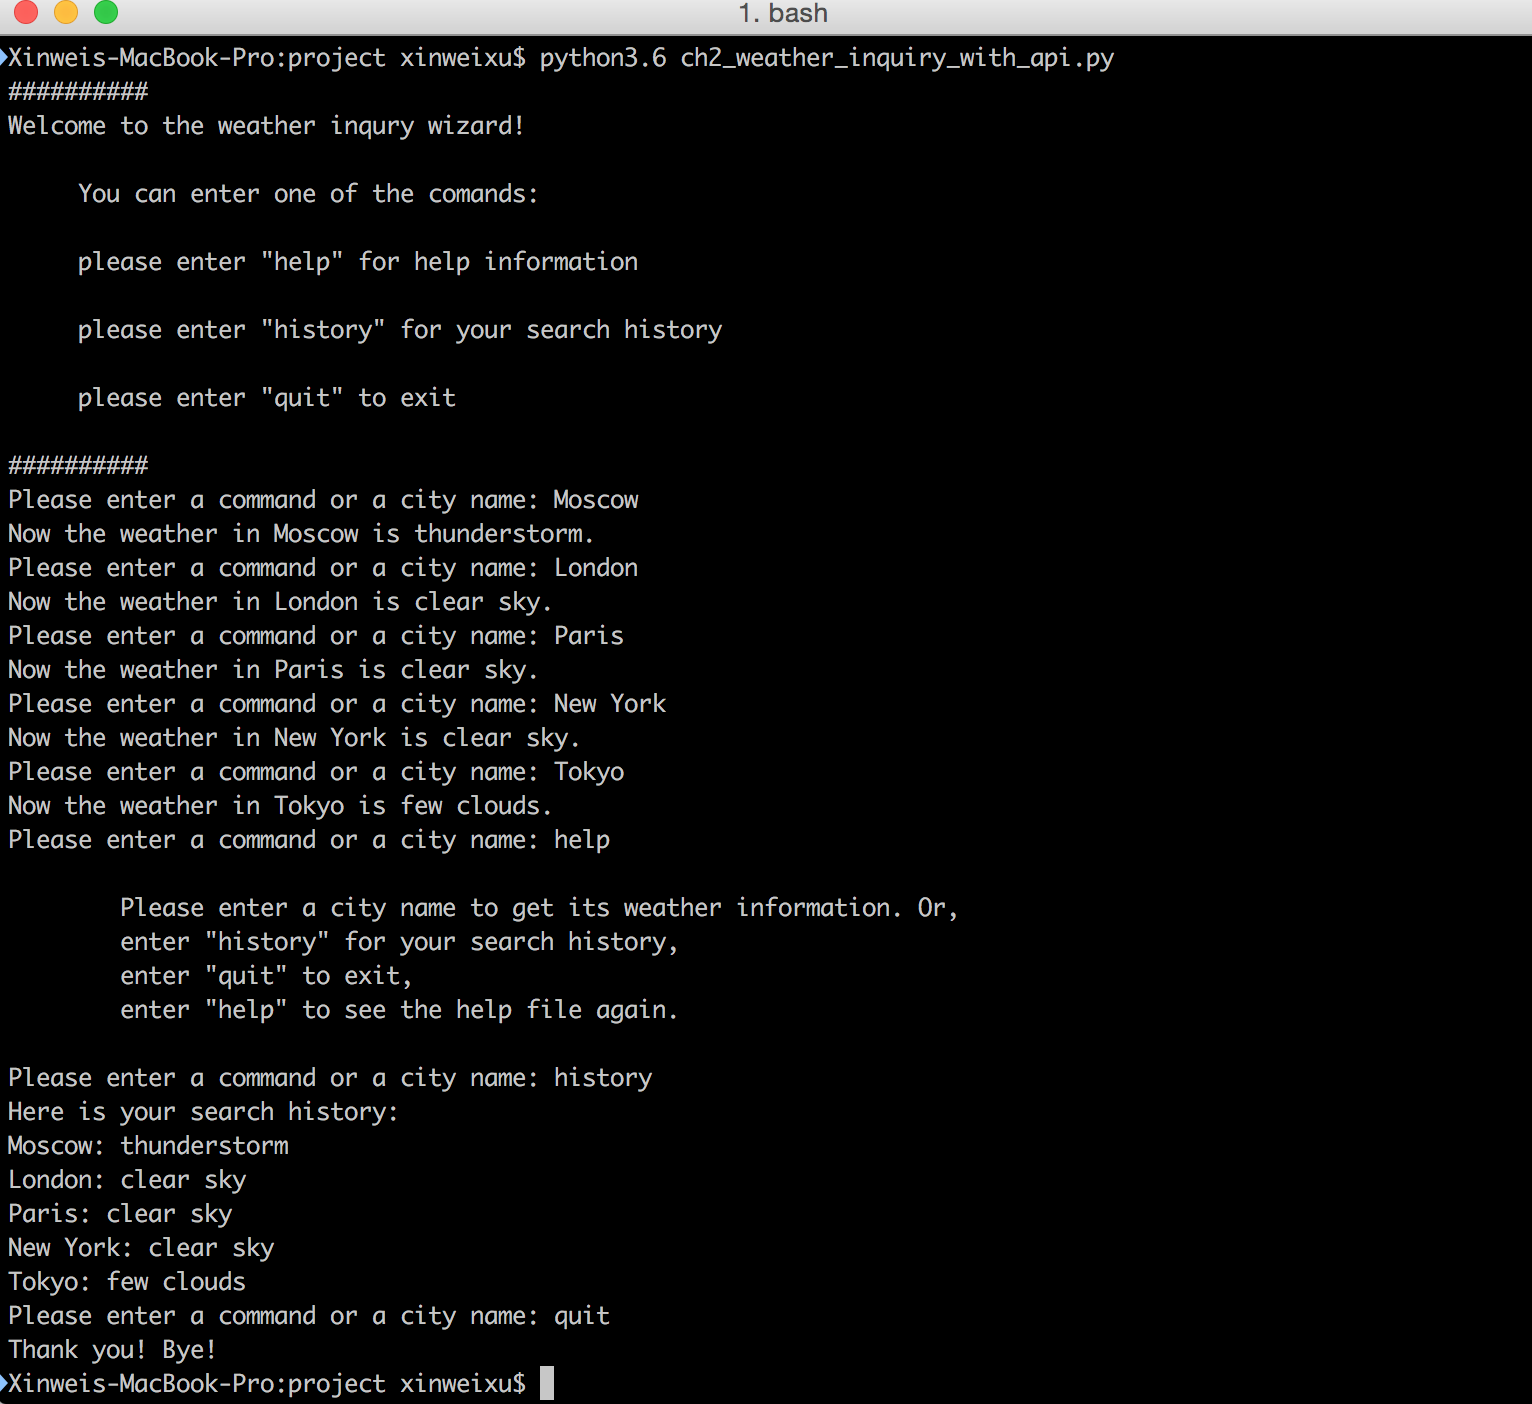 1. bash
Xinweis-MacBook-Pro:project xinweixu$ python3.6 ch2_weather_inquiry_with_api.py
##########
Welcome to the weather inqury wizard!
You can enter one of the comands:
please enter "help" for help information
please enter "history" for your search history
please enter "quit" to exit
##########
Please enter a command or a city name: Moscow
Now the weather in Moscow is thunderstorm.
Please enter a command or a city name: London
Now the weather in London is clear sky.
Please enter a command or a city name: Paris
Now the weather in Paris is clear sky.
Please enter a command or a city name: New York
Now the weather in New York is clear sky.
Please enter a command or a city name: Tokyo
Now the weather in Tokyo is few clouds.
Please enter a command or a city name: help
Please enter a city name to get its weather information. Or,
enter "history" for your search history,
enter "quit" to exit,
enter "help" to see the help file again.
Please enter a command or a city name: history
Here is your search history:
Moscow: thunderstorm
London: clear sky
Paris: clear sky
New York: clear sky
Tokyo: few clouds
Please enter a command or a city name: quit
Thank you! Bye!
Xinweis-MacBook-Pro:project xinweixu$